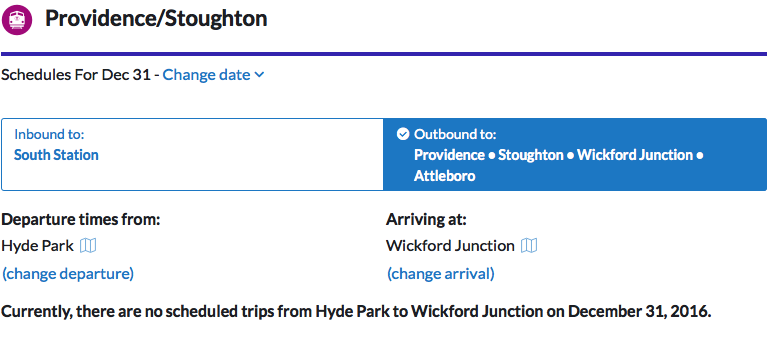 Providence/Stoughton
Schedules For Dec 31 - Change date
Inbound to:
South Station
Outbound to:
Providence • Stoughton • Wickford Junction •
Attleboro
Departure times from:
Hyde Park
(change departure)
Arriving at:
Wickford Junction
(change arrival)
Currently, there are no scheduled trips from Hyde Park to Wickford Junction on December 31, 2016.